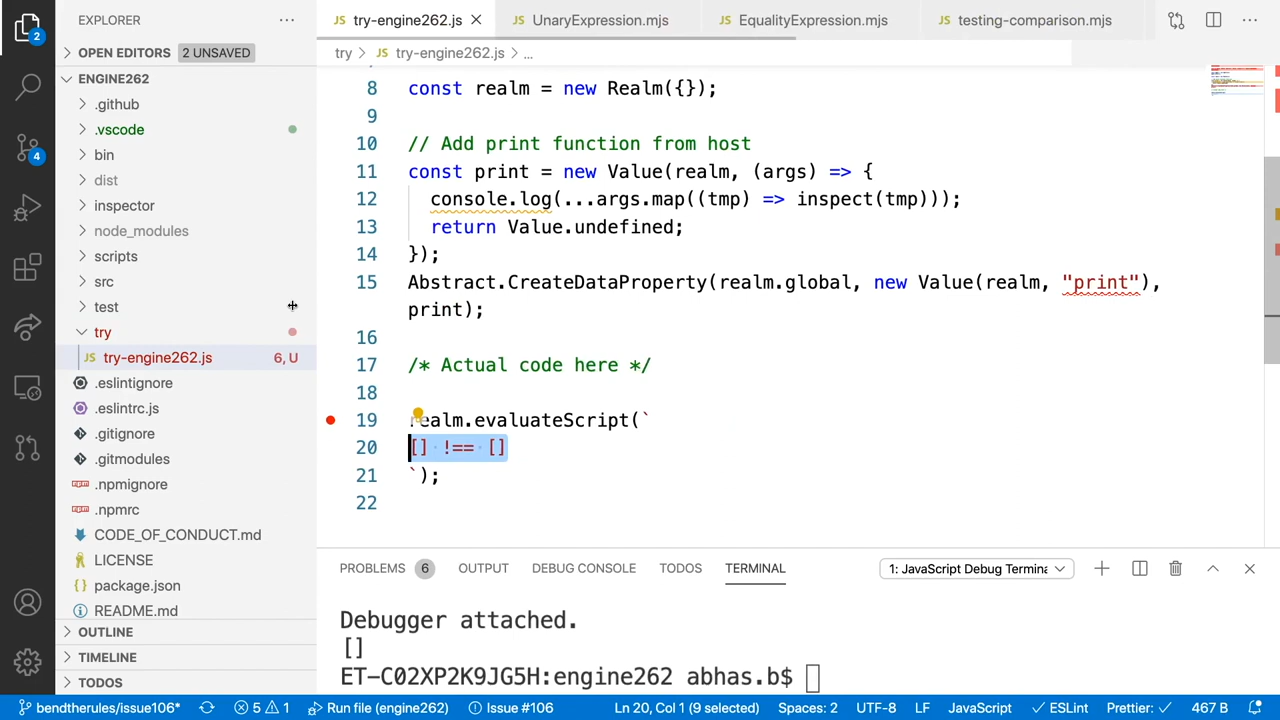 EXPLORER
try-engine262.js
UnaryExpression.mjs
EqualityExpression.mjs
testing-comparison.mjs
OPEN EDITORS 2 UNSAVED
try > JS try-engine262.js > ...
ENGINE262
.github
.vscode
bin
dist
inspector
node_modules
scripts
src
test
try
JS try-engine262.js 6, U
.eslintignore
.eslintrc.js
.gitignore
.gitmodules
.npmignore
.npmrc
CODE_OF_CONDUCT.md
LICENSE
package.json
README.md
OUTLINE
TIMELINE
TODOS
8 const realm = new Realm({});
9
10 // Add print function from host
11 const print = new Value(realm, (args) => {
12 console.log(...args.map((tmp) => inspect(tmp)));
13 return Value.undefined;
14 });
15 Abstract.CreateDataProperty(realm.global, new Value(realm, "print"),
print);
16
17 /* Actual code here */
18
19 realm.evaluateScript(`
20 [] !== []
21 `);
22
PROBLEMS 6 OUTPUT DEBUG CONSOLE TODOS TERMINAL 1: JavaScript Debug Termina
Debugger attached.
[]
ET-C02XP2K9JG5H:engine262 abhas.b$
2
4
bendtherules/issue106* 5 1 Run file (engine262) Issue #106 Ln 20, Col 1 (9 selected) Spaces: 2 UTF-8 LF JavaScript ESLint Prettier: 467 B